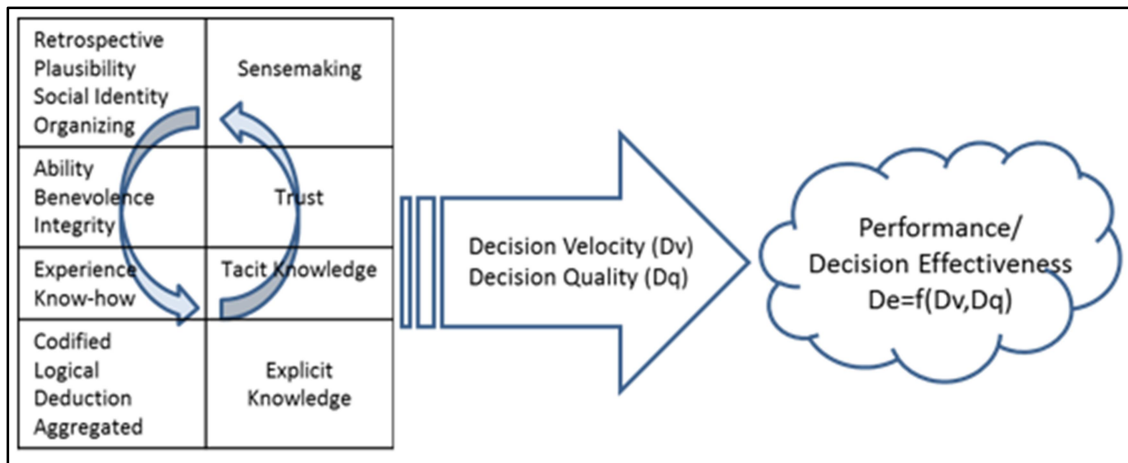 Retrospective
Plausibility
Social Identity
Organizing
Sensemaking
Ability
Benevolence
Integrity
Trust
Experience
Know-how
Tacit Knowledge
Codified
Logical
Deduction
Aggregated
Explicit
Knowledge
Decision Velocity (Dv)
Decision Quality (Dq)
Performance/
Decision Effectiveness
De=f(Dv,Dq)